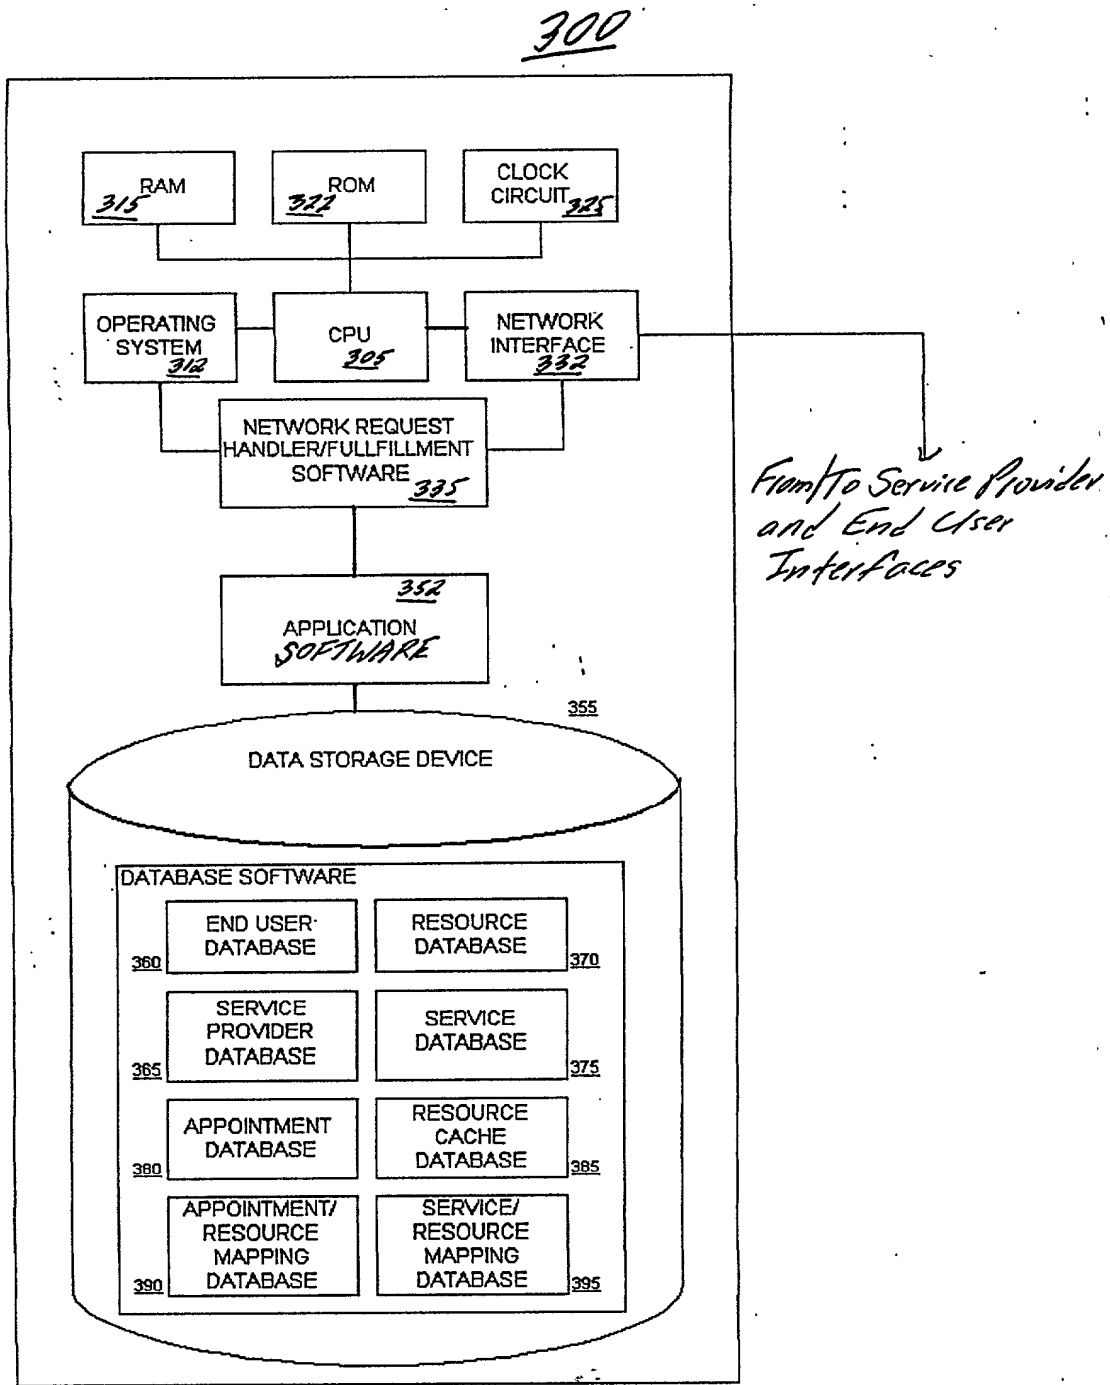 300
RAM
315
ROM
322
CLOCK
CIRCUIT
325
OPERATING
SYSTEM
312
CPU
305
NETWORK
INTERFACE
332
NETWORK REQUEST
HANDLER/FULLFILLMENT
SOFTWARE
335
From/To Service Provider
and End User
Interfaces
352
APPLICATION
SOFTWARE
355
DATA STORAGE DEVICE
DATABASE SOFTWARE
END USER
DATABASE
360
RESOURCE
DATABASE
370
SERVICE
PROVIDER
DATABASE
365
SERVICE
DATABASE
375
APPOINTMENT
DATABASE
380
RESOURCE
CACHE
DATABASE
385
APPOINTMENT/
RESOURCE
MAPPING
DATABASE
390
SERVICE/
RESOURCE
MAPPING
DATABASE
395